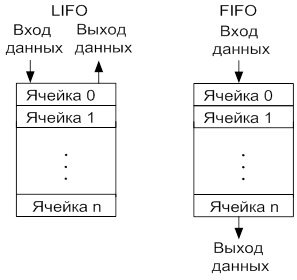 LIFO
Вход
данных
Выход
данных
Ячейка 0
Ячейка 1
Ячейка n
FIFO
Вход
данных
Ячейка 0
Ячейка 1
Ячейка n
Выход
данных